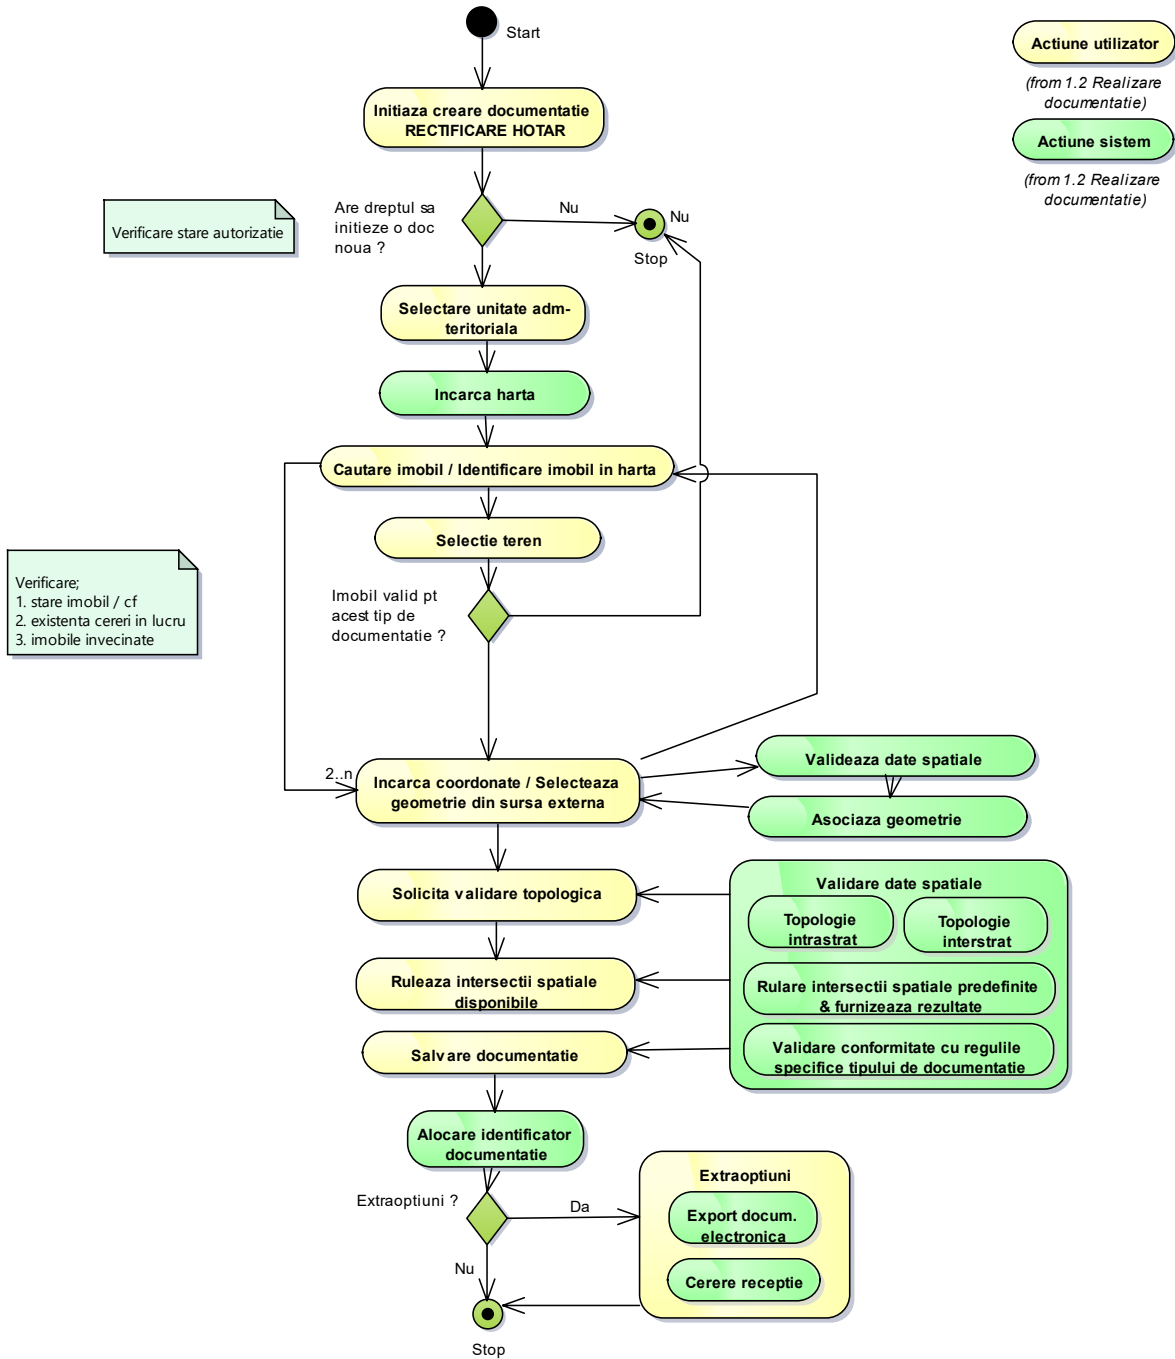 Start
Actiune utilizator
(from 1.2 Realizare
documentatie)
Actiune sistem
(from 1.2 Realizare
documentatie)
Initiaza creare documentatie
RECTIFICARE HOTAR
Verificare stare autorizatie
Are dreptul sa
initieze o doc
noua ?
Nu
Nu
Stop
Selectare unitate adm-
teritoriala
Incarca harta
Cautare imobil / Identificare imobil in harta
Selectie teren
Verificare;
1. stare imobil / cf
2. existenta cereri in lucru
3. imobile invecinate
Imobil valid pt
acest tip de
documentatie ?
2..n
Incarca coordonate / Selecteaza
geometrie din sursa externa
Valideaza date spatiale
Asociaza geometrie
Solicita validare topologica
Validare date spatiale
Topologie
intrastrat
Topologie
interstrat
Ruleaza intersectii spatiale
disponibile
Rulare intersectii spatiale predefinite
& furnizeaza rezultate
Salvare documentatie
Validare conformitate cu regulile
specifice tipului de documentatie
Alocare identificator
documentatie
Extraoptiuni ?
Da
Extraoptiuni
Export docum.
electronica
Cerere receptie
Nu
Stop